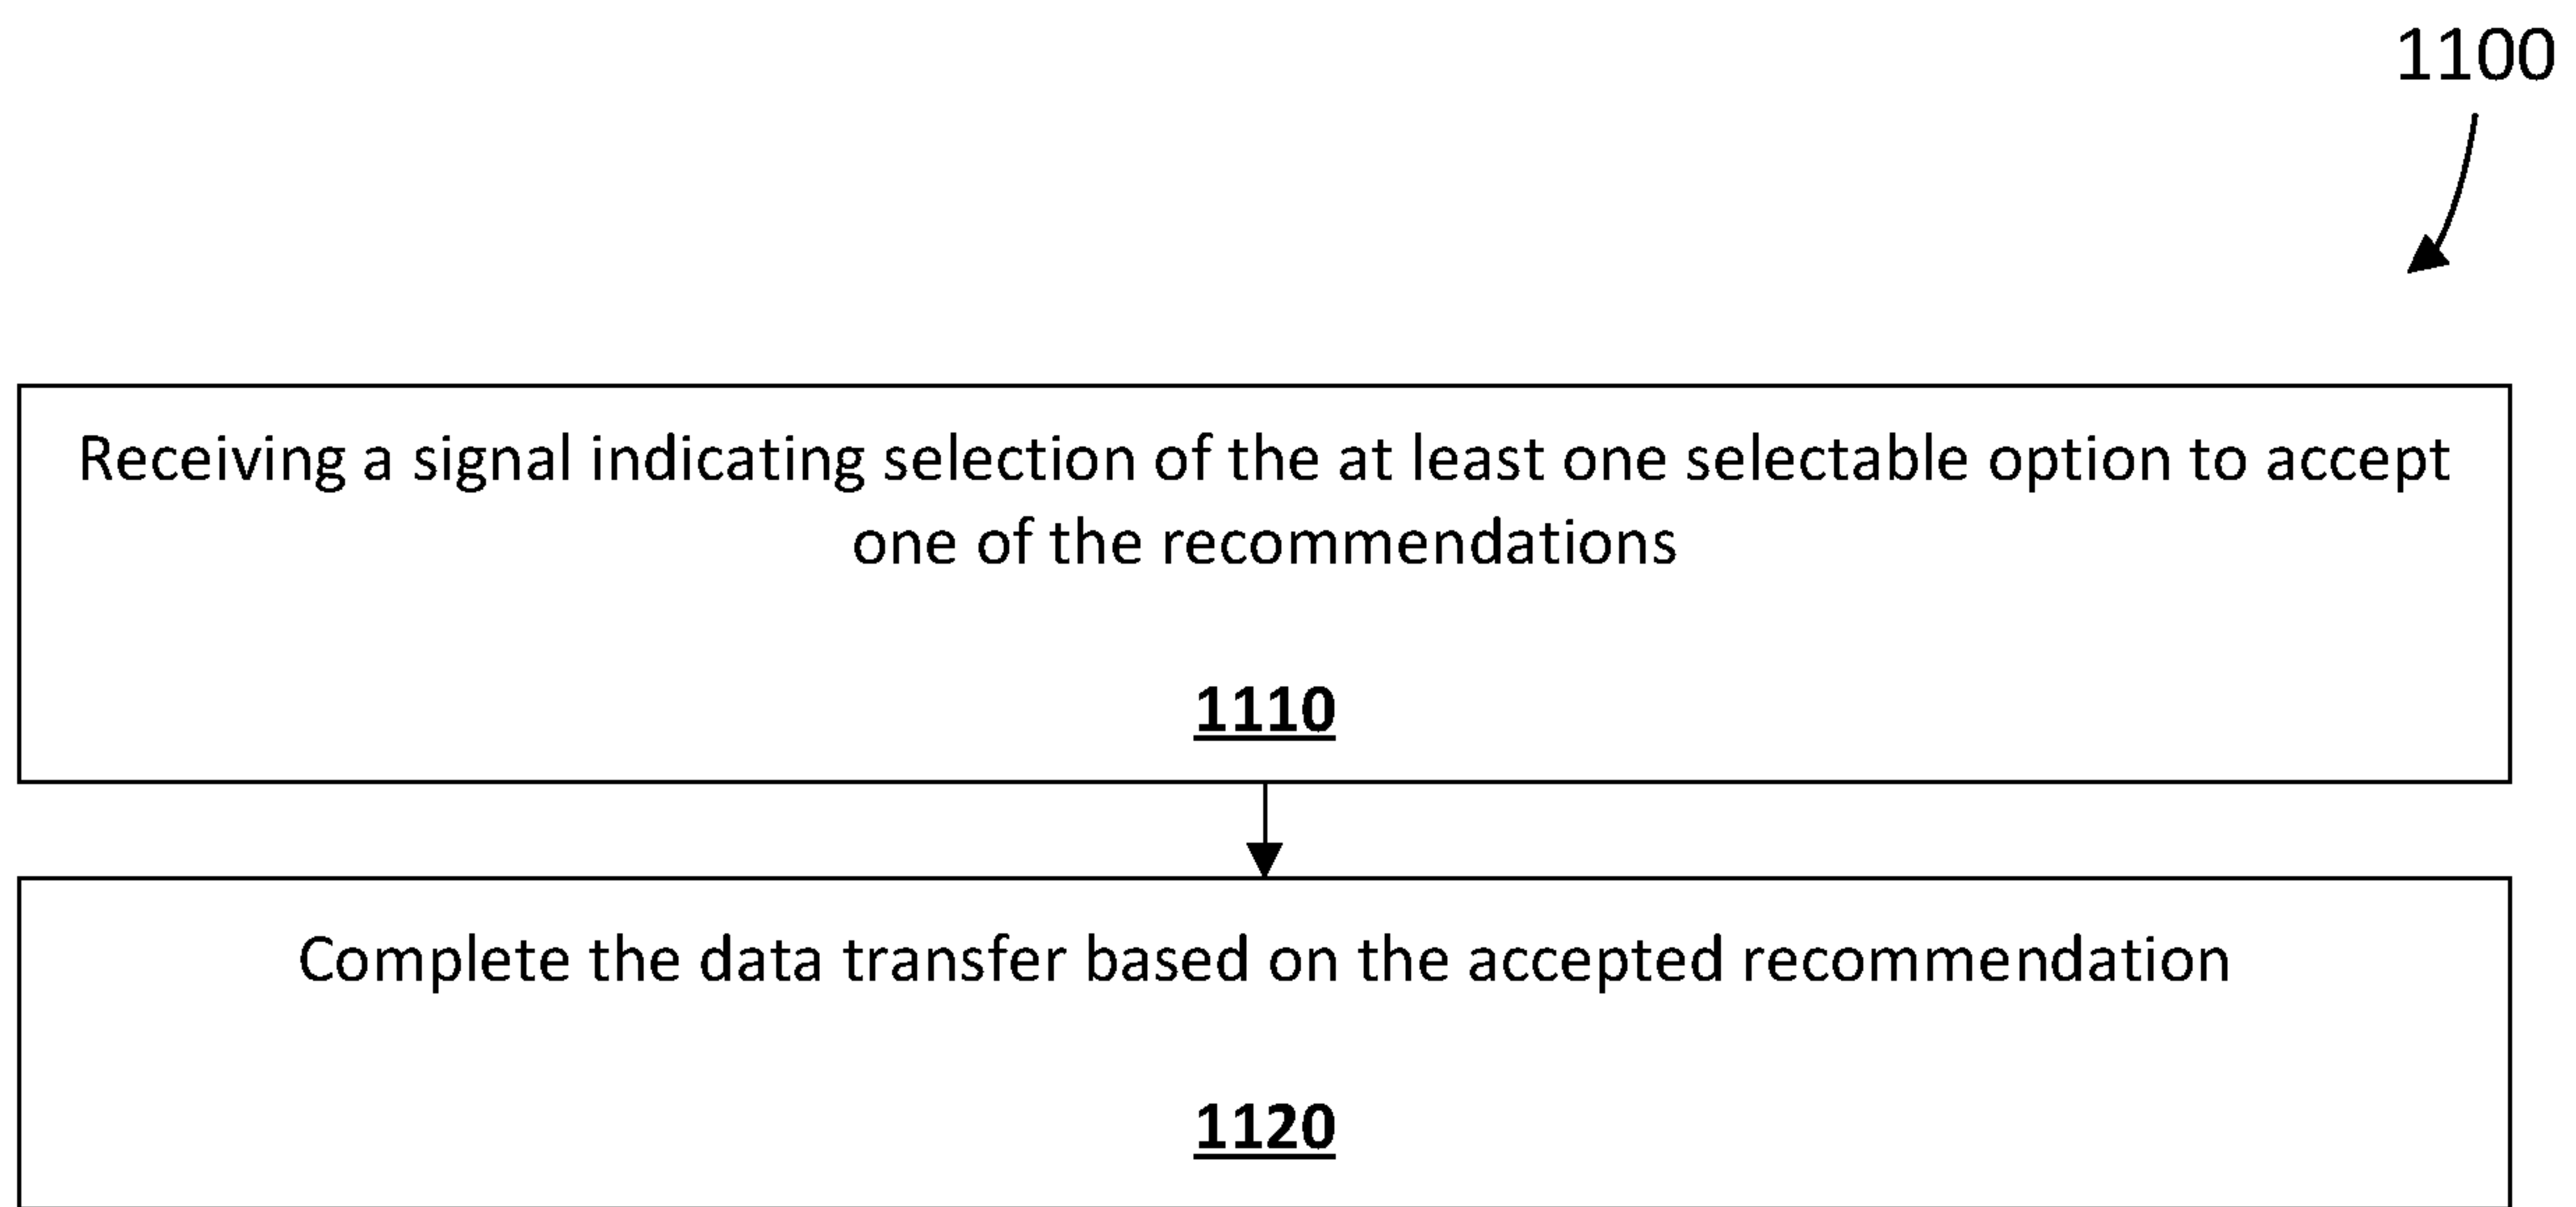 1100
Receiving a signal indicating selection of the at least one selectable option to accept
one of the recommendations
1110
Complete the data transfer based on the accepted recommendation
1120